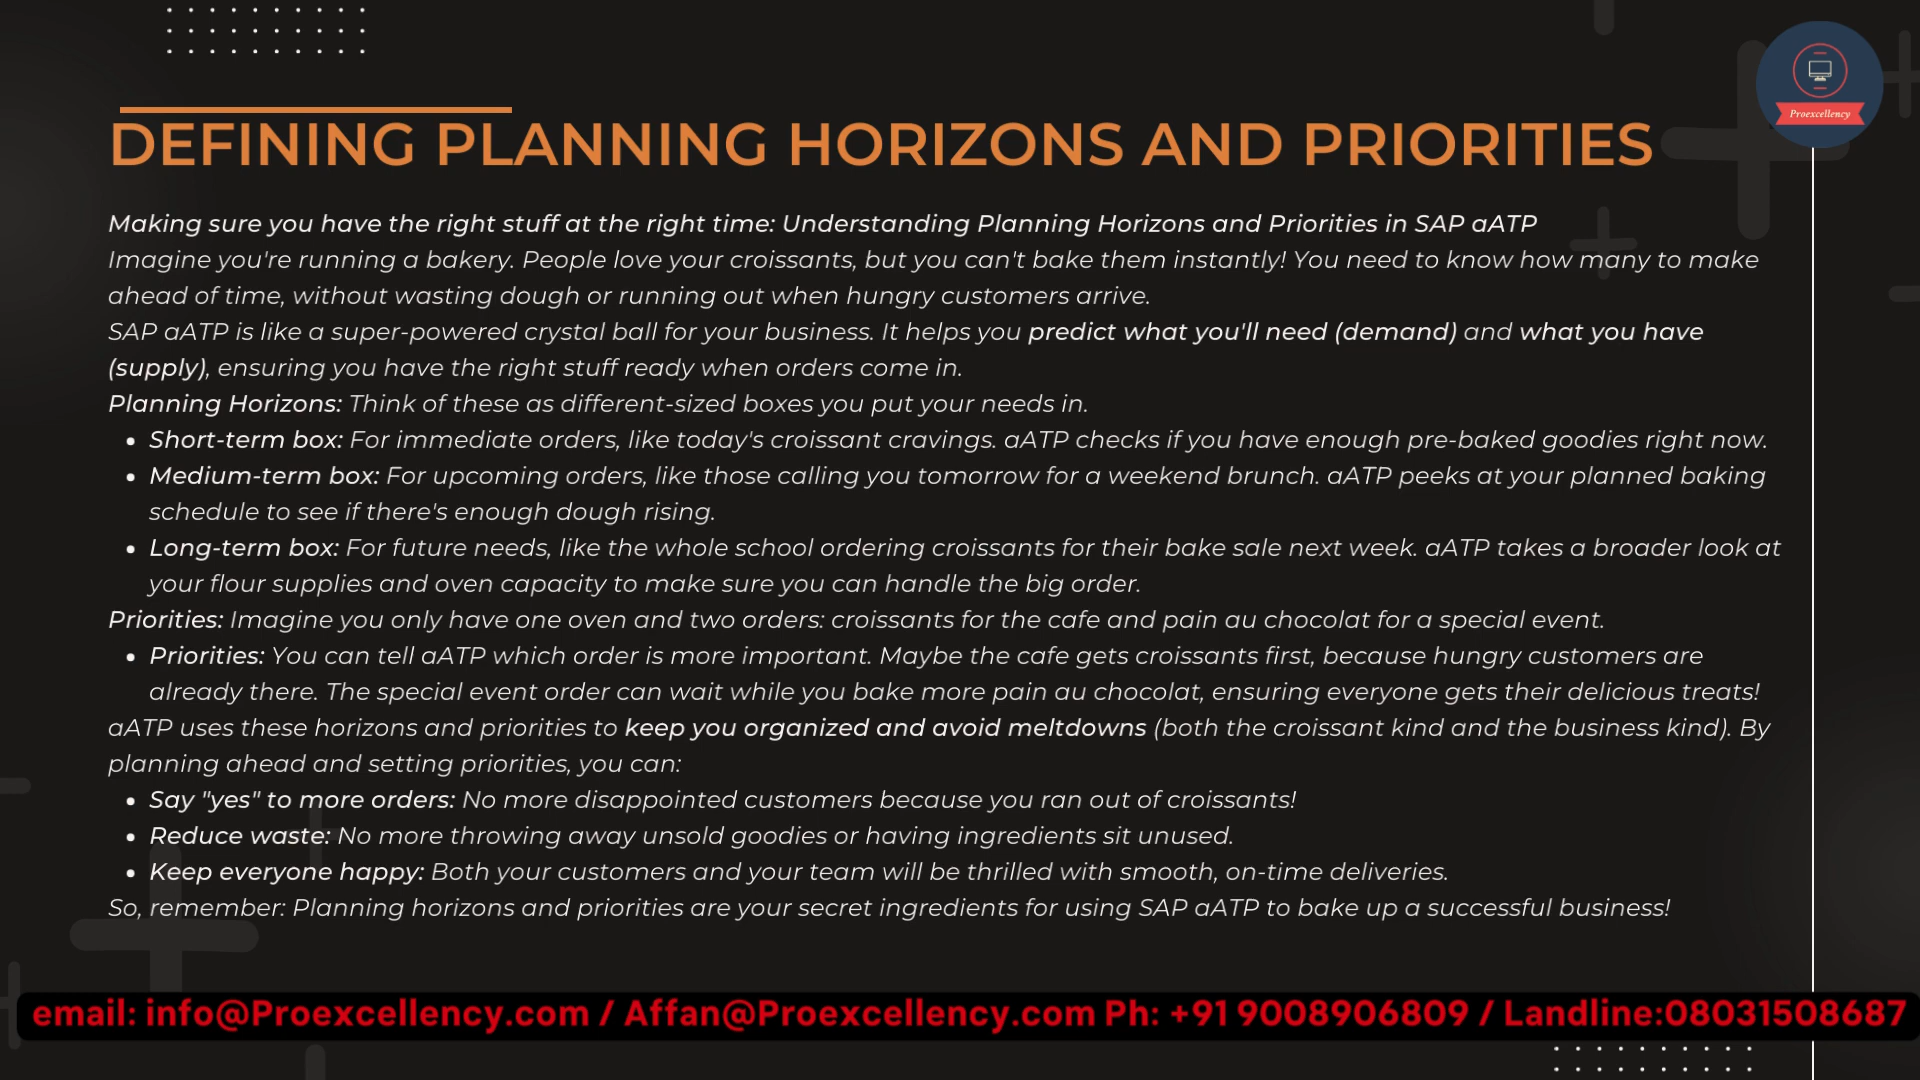 Proexcellency
DEFINING PLANNING HORIZONS AND PRIORITIES
Making sure you have the right stuff at the right time: Understanding Planning Horizons and Priorities in SAP aATP
Imagine you're running a bakery. People love your croissants, but you can't bake them instantly! You need to know how many to make
ahead of time, without wasting dough or running out when hungry customers arrive.
SAP aATP is like a super-powered crystal ball for your business. It helps you predict what you'll need (demand) and what you have
(supply), ensuring you have the right stuff ready when orders come in.
Planning Horizons: Think of these as different-sized boxes you put your needs in.
• Short-term box: For immediate orders, like today's croissant cravings. aATP checks if you have enough pre-baked goodies right now.
• Medium-term box: For upcoming orders, like those calling you tomorrow for a weekend brunch. aATP peeks at your planned baking
schedule to see if there's enough dough rising.
• Long-term box: For future needs, like the whole school ordering croissants for their bake sale next week. aATP takes a broader look at
your flour supplies and oven capacity to make sure you can handle the big order.
Priorities: Imagine you only have one oven and two orders: croissants for the cafe and pain au chocolat for a special event.
• Priorities: You can tell aATP which order is more important. Maybe the cafe gets croissants first, because hungry customers are
already there. The special event order can wait while you bake more pain au chocolat, ensuring everyone gets their delicious treats!
aATP uses these horizons and priorities to keep you organized and avoid meltdowns (both the croissant kind and the business kind). By
planning ahead and setting priorities, you can:
• Say "yes" to more orders: No more disappointed customers because you ran out of croissants!
• Reduce waste: No more throwing away unsold goodies or having ingredients sit unused.
• Keep everyone happy: Both your customers and your team will be thrilled with smooth, on-time deliveries.
So, remember: Planning horizons and priorities are your secret ingredients for using SAP aATP to bake up a successful business!
email: info@Proexcellency.com / Affan@Proexcellency.com Ph: +91 9008906809 / Landline:08031508687